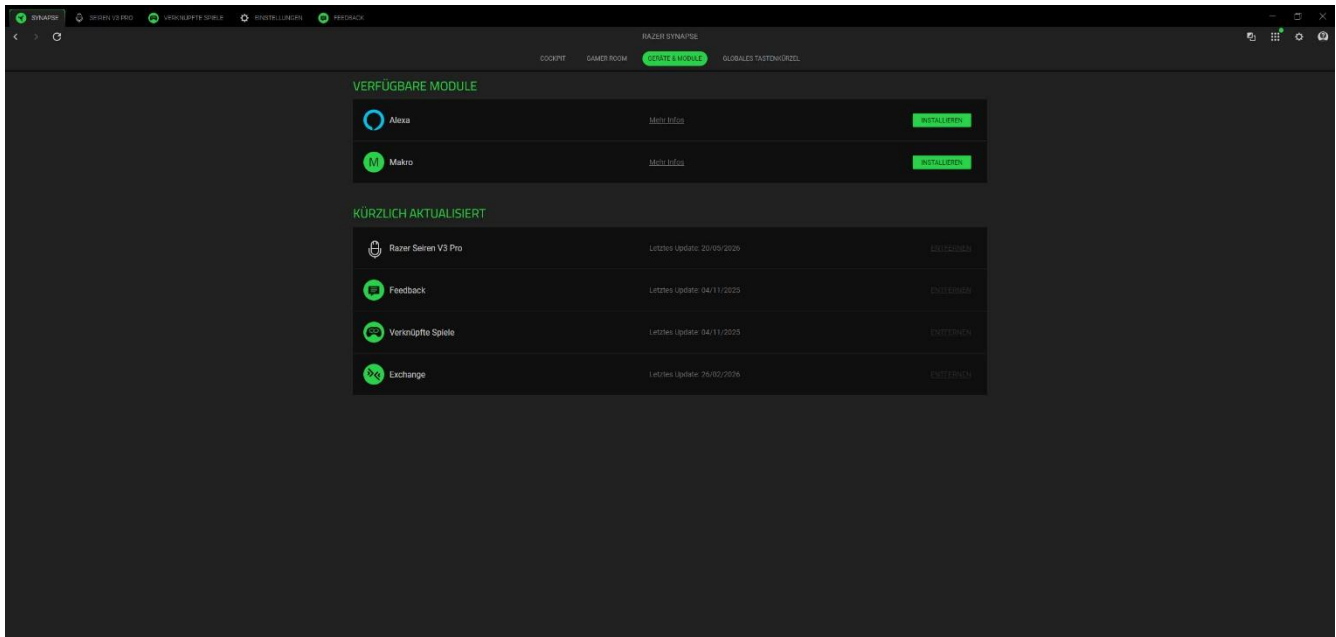 SYNAPSE SEIREN V3 PRO VERKNÜPFTE SPIELE EINSTELLUNGEN FEEDBACK
RAZER SYNAPSE
COCKPIT GAMER ROOM GERÄTE & MODULE GLOBALES TASTENKÜRZEL
VERFÜGBARE MODULE
Alexa Mehr Infos INSTALLIEREN
M Makro Mehr Infos INSTALLIEREN
KÜRZLICH AKTUALISIERT
Razer Seiren V3 Pro Letztes Update: 20/05/2026 ENTFERNEN
Feedback Letztes Update: 04/11/2025 ENTFERNEN
Verknüpfte Spiele Letztes Update: 04/11/2025 ENTFERNEN
Exchange Letztes Update: 26/02/2026 ENTFERNEN